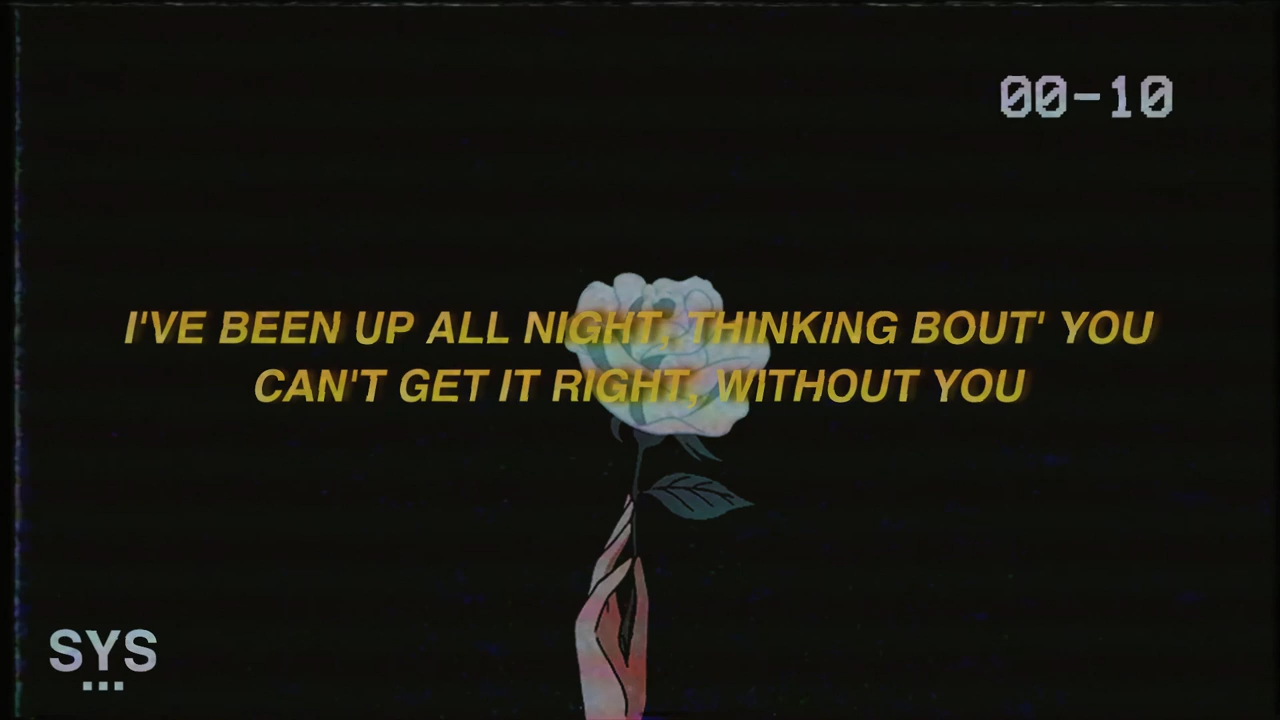 00-10
I'VE BEEN UP ALL NIGHT, THINKING BOUT' YOU
CAN'T GET IT RIGHT, WITHOUT YOU
SYS